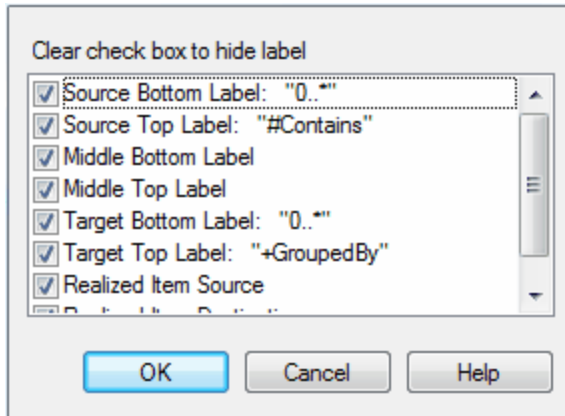 Clear check box to hide label
Source Bottom Label: "0..*"
Source Top Label: "#Contains"
Middle Bottom Label
Middle Top Label
Target Bottom Label: "0..*"
Target Top Label: "+GroupedBy"
Realized Item Source
OK Cancel Help